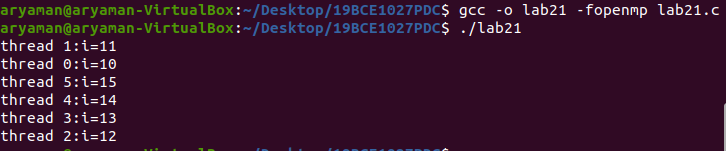 aryaman@aryaman-VirtualBox:~/Desktop/19BCE1027PDC$ gcc -o lab21 -fopenmp lab21.c
aryaman@aryaman-VirtualBox:~/Desktop/19BCE1027PDC$ ./lab21
thread 1:i=11
thread 0:i=10
thread 5:i=15
thread 4:i=14
thread 3:i=13
thread 2:i=12